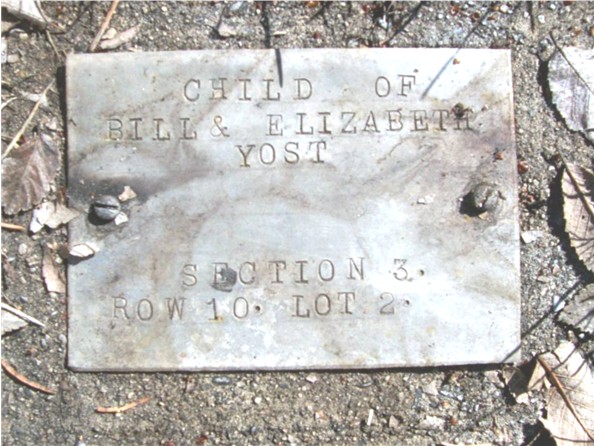 CHILD OF
BILL & ELIZABETH
YOST
SECTION 3.
ROW 10. LOT 2.